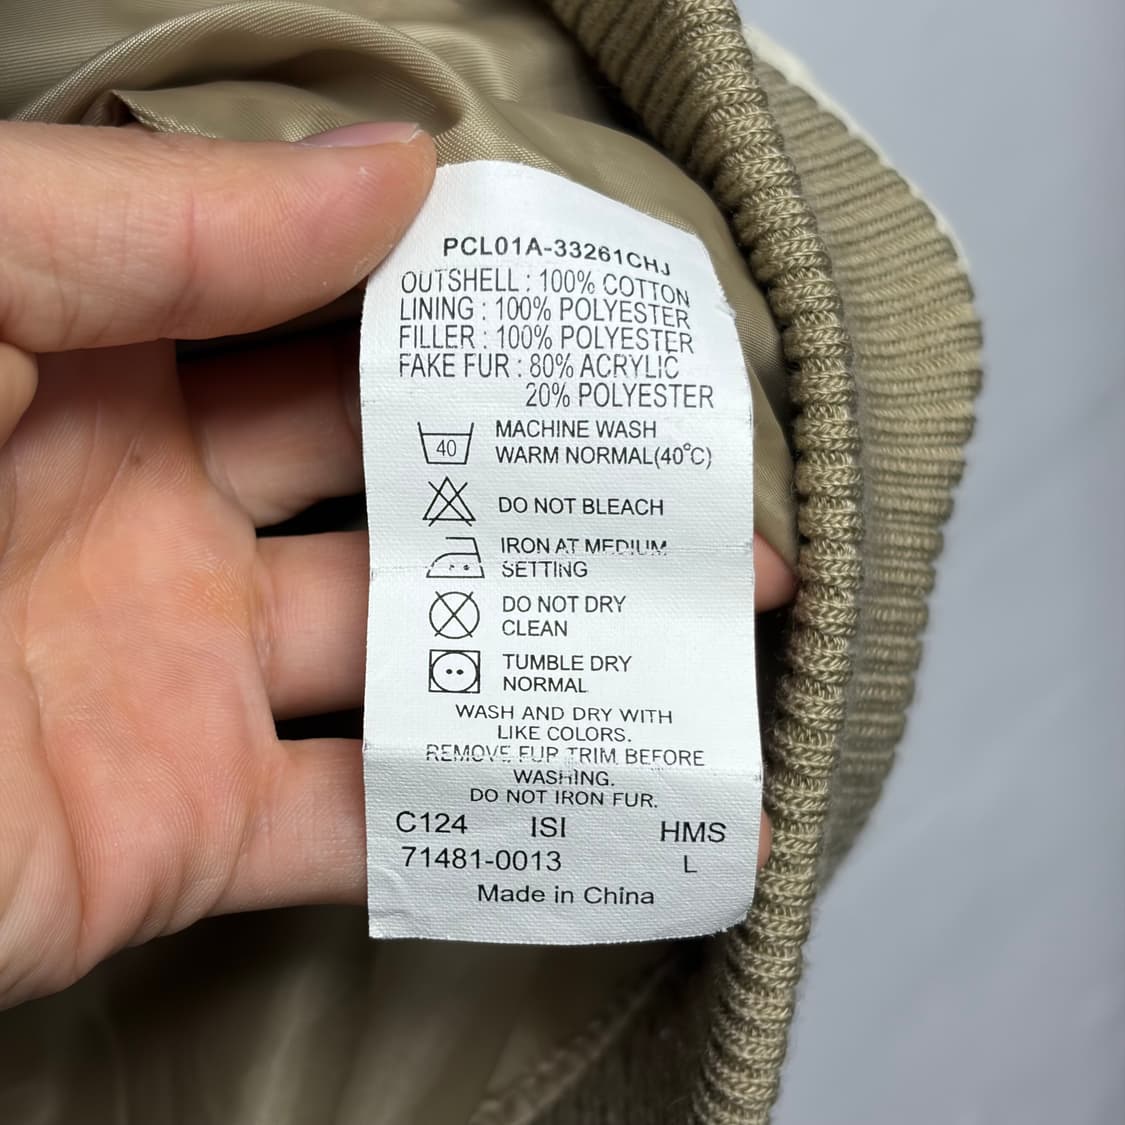 PCL01A-33261CHJ
OUTSHELL : 100% COTTON
LINING : 100% POLYESTER
FILLER : 100% POLYESTER
FAKE FUR : 80% ACRYLIC
20% POLYESTER
40 MACHINE WASH
WARM NORMAL(40°C)
DO NOT BLEACH
IRON AT MEDIUM
SETTING
DO NOT DRY
CLEAN
TUMBLE DRY
NORMAL
WASH AND DRY WITH
LIKE COLORS.
REMOVE FUR TRIM BEFORE
WASHING.
DO NOT IRON FUR.
C124 ISI HMS
71481-0013 L
Made in China